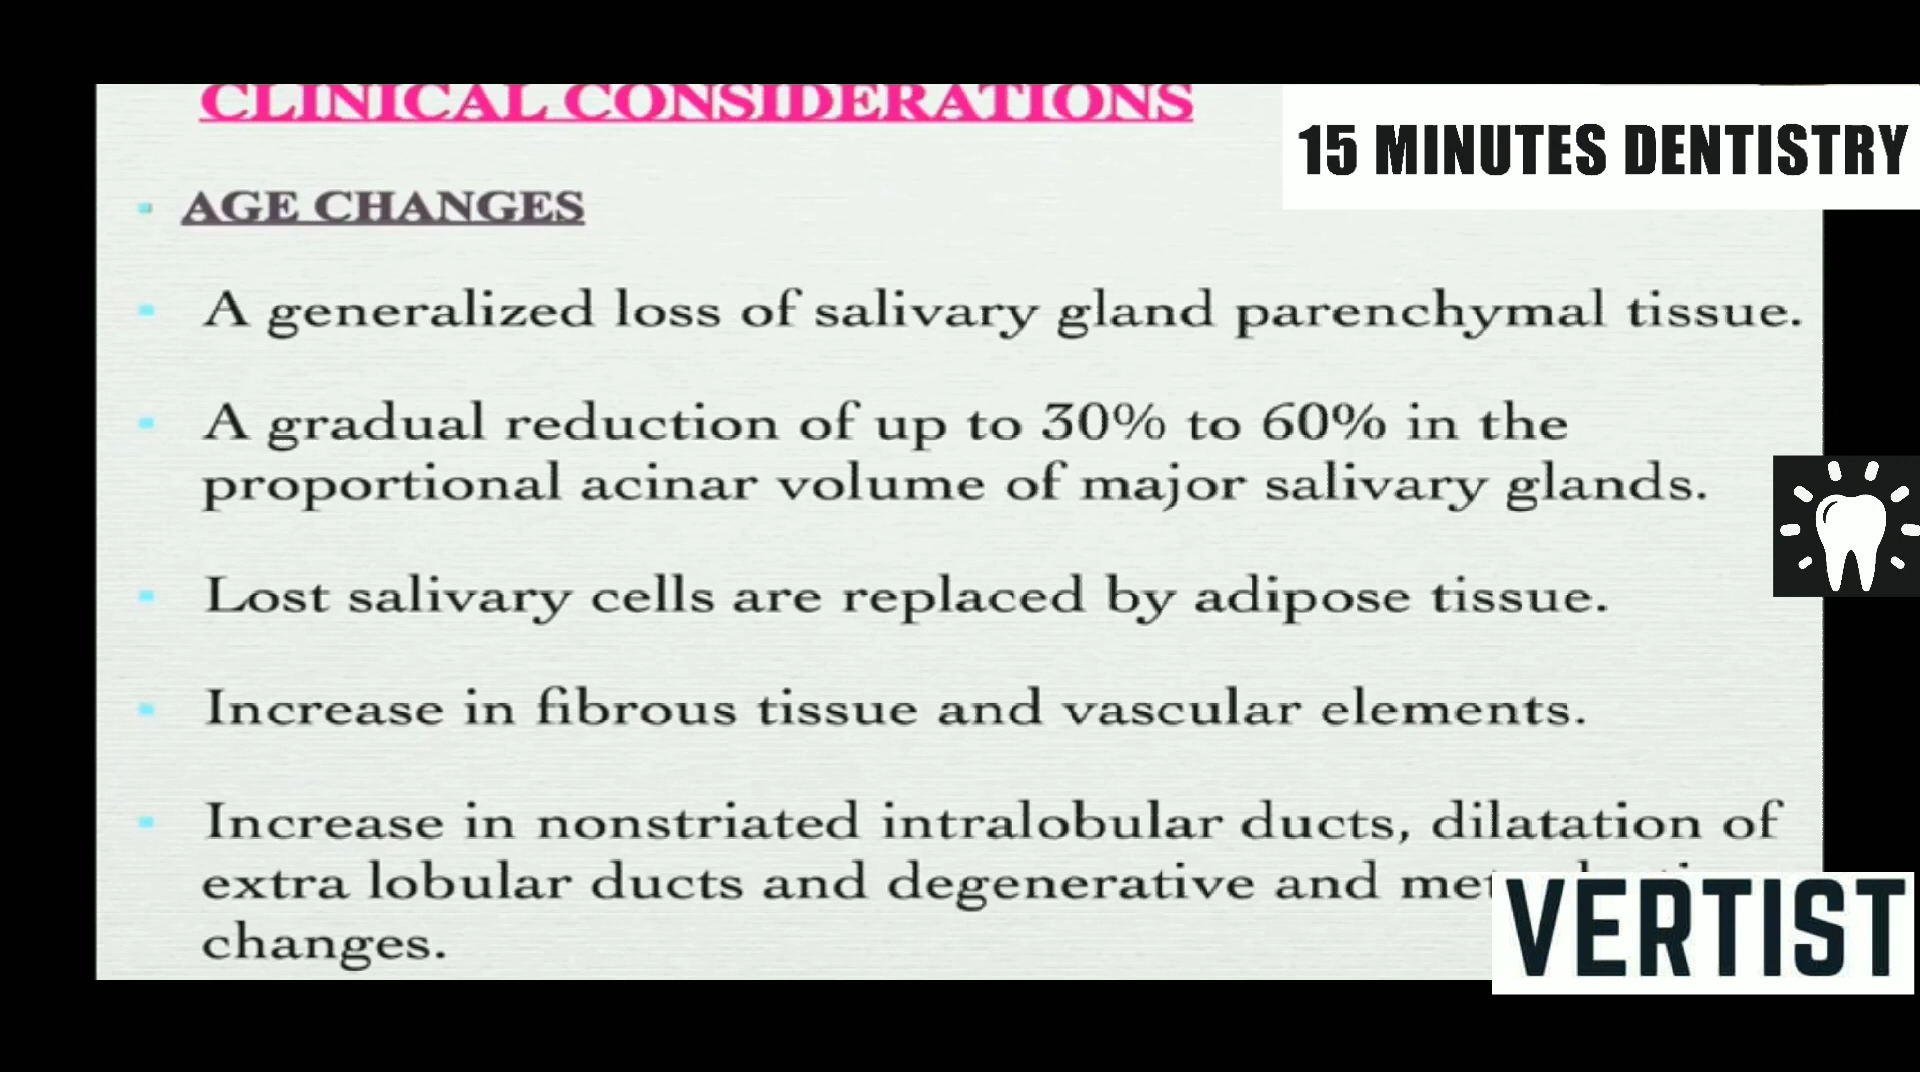 CLINICAL CONSIDERATIONS
15 MINUTES DENTISTRY
AGE CHANGES
A generalized loss of salivary gland parenchymal tissue.
A gradual reduction of up to 30% to 60% in the
proportional acinar volume of major salivary glands.
Lost salivary cells are replaced by adipose tissue.
Increase in fibrous tissue and vascular elements.
Increase in nonstriated intralobular ducts, dilatation of
extra lobular ducts and degenerative and
changes.
VERTIST